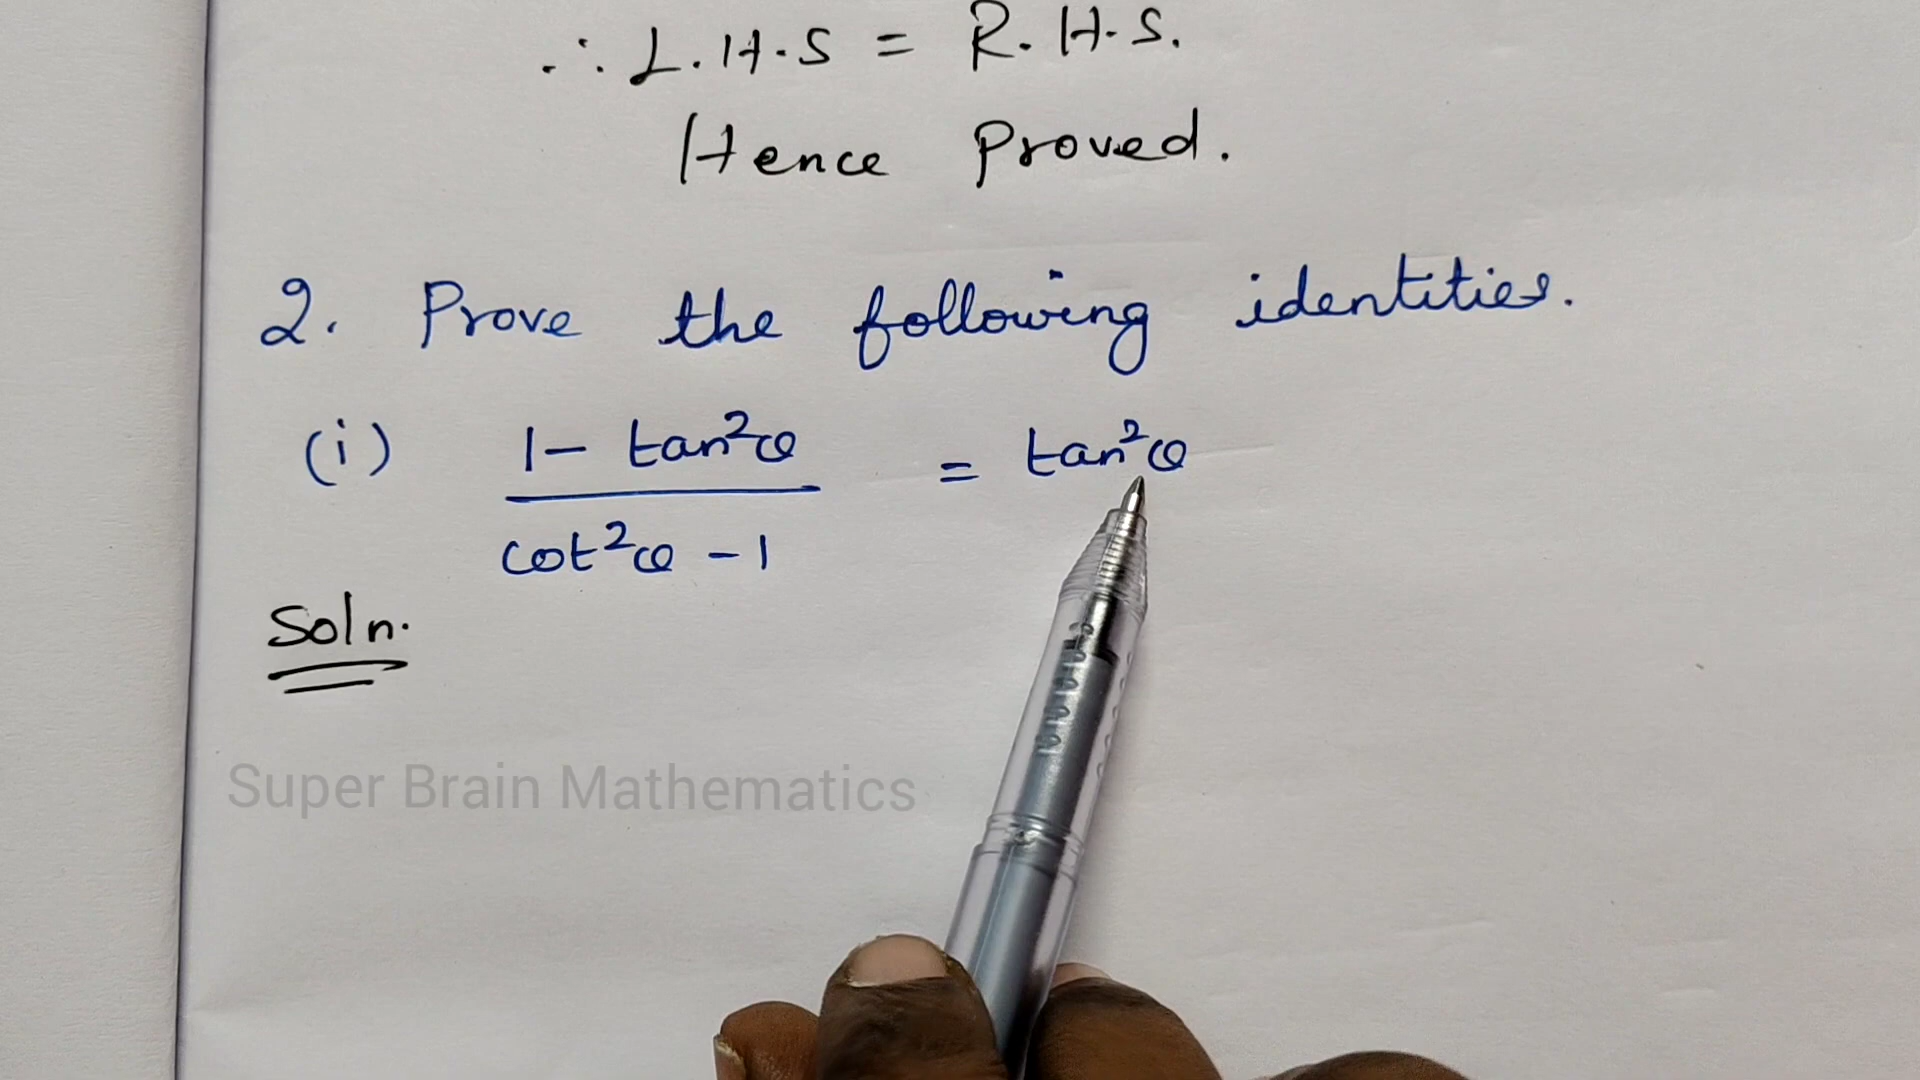 ∴ L.H.S = R.H.S.
Hence Proved.
2. Prove the following identities.
(i) 1 - tan²θ / cot²θ - 1 = tan²θ
Soln.
Super Brain Mathematics